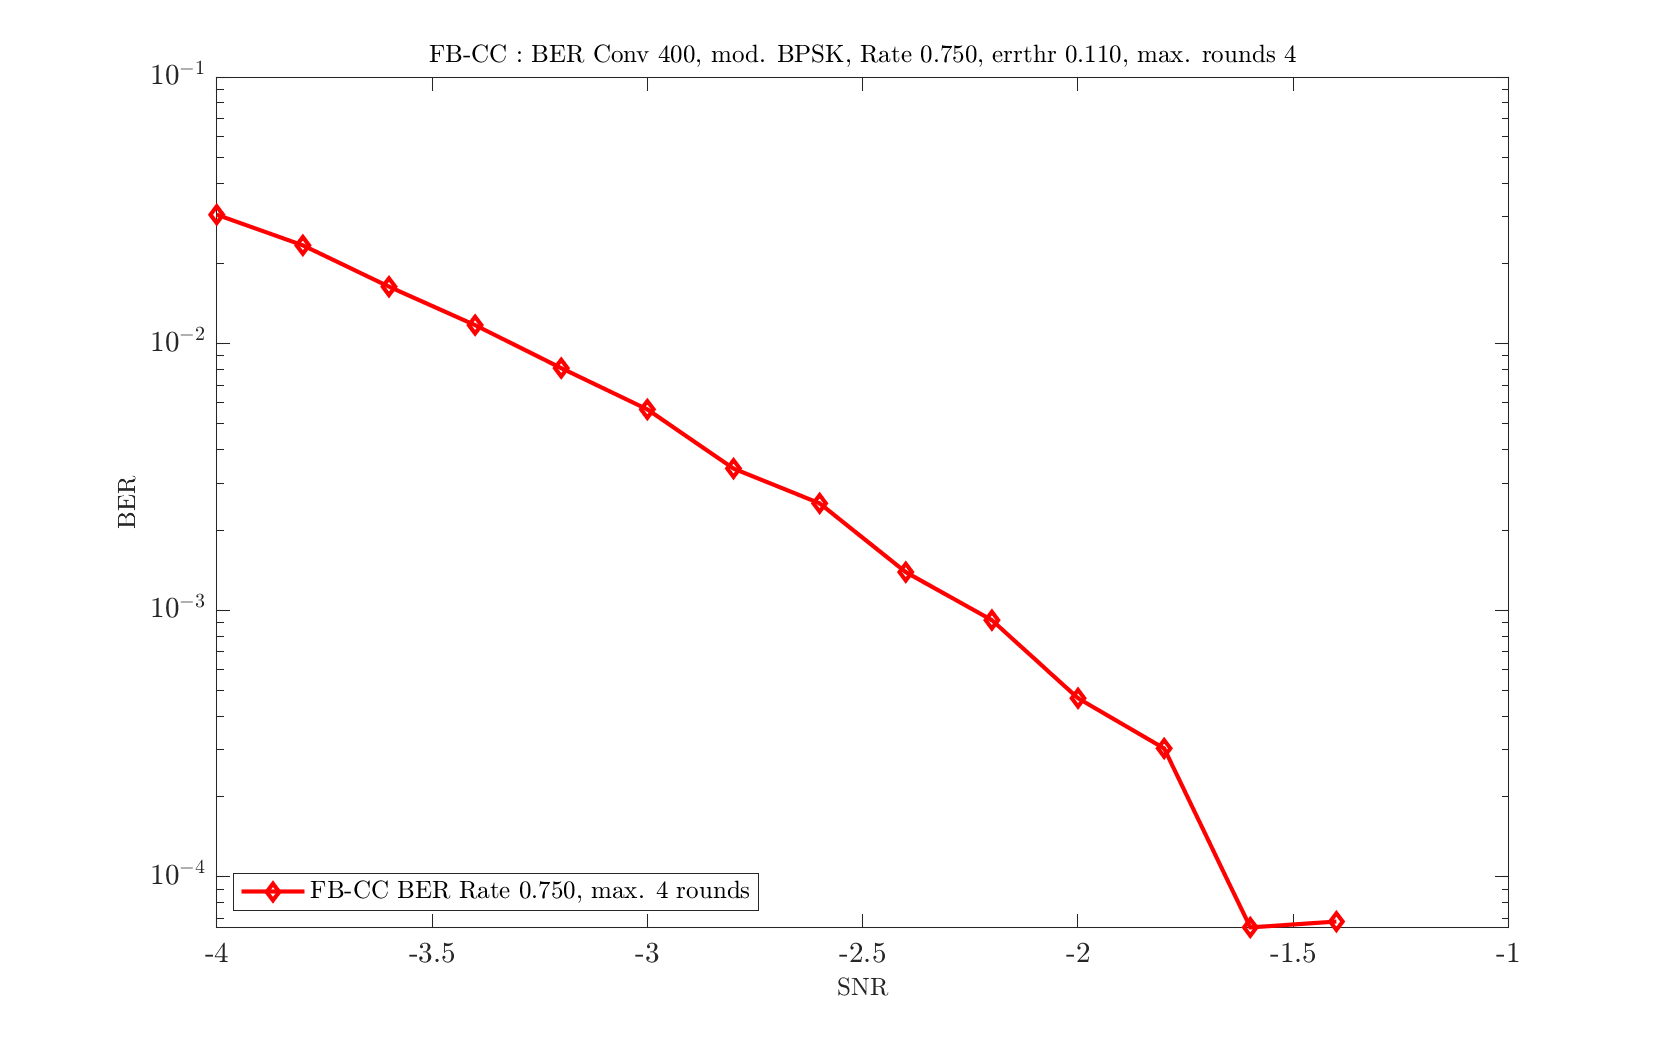 FB-CC : BER Conv 400, mod. BPSK, Rate 0.750, errthr 0.110, max. rounds 4
10^-1
10^-2
10^-3
10^-4
BER
FB-CC BER Rate 0.750, max. 4 rounds
-4 -3.5 -3 -2.5 -2 -1.5 -1
SNR